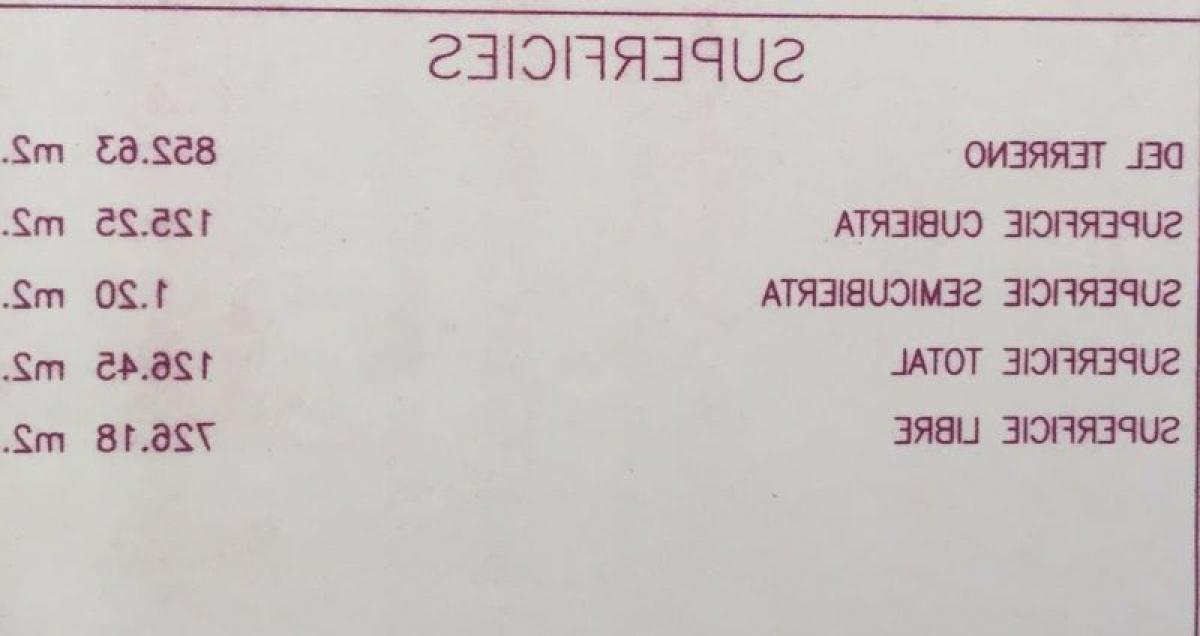 SUPERFICIES
DEL TERRENO 852.63 m2.
SUPERFICIE CUBIERTA 125.25 m2.
SUPERFICIE SEMICUBIERTA 1.20 m2.
SUPERFICIE TOTAL 126.45 m2.
SUPERFICIE LIBRE 726.18 m2.